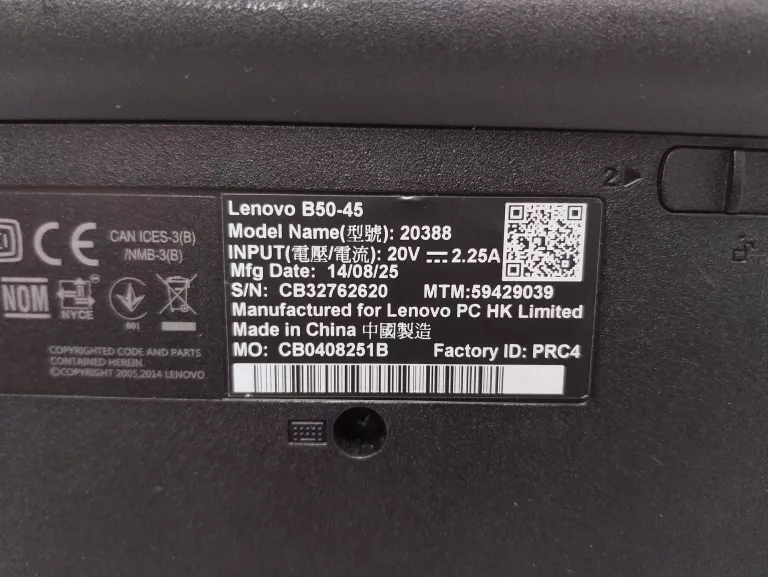 Lenovo B50-45
Model Name(型號): 20388
INPUT(電壓/電流): 20V ⎓ 2.25A
Mfg Date: 14/08/25
S/N: CB32762620 MTM:59429039
Manufactured for Lenovo PC HK Limited
Made in China 中國製造
MO: CB0408251B Factory ID: PRC4
CE
CAN ICES-3(B)
/NMB-3(B)
NOM
NYCE
001
COPYRIGHTED CODE AND PARTS
CONTAINED HEREIN.
©COPYRIGHT 2005,2014 LENOVO.
2